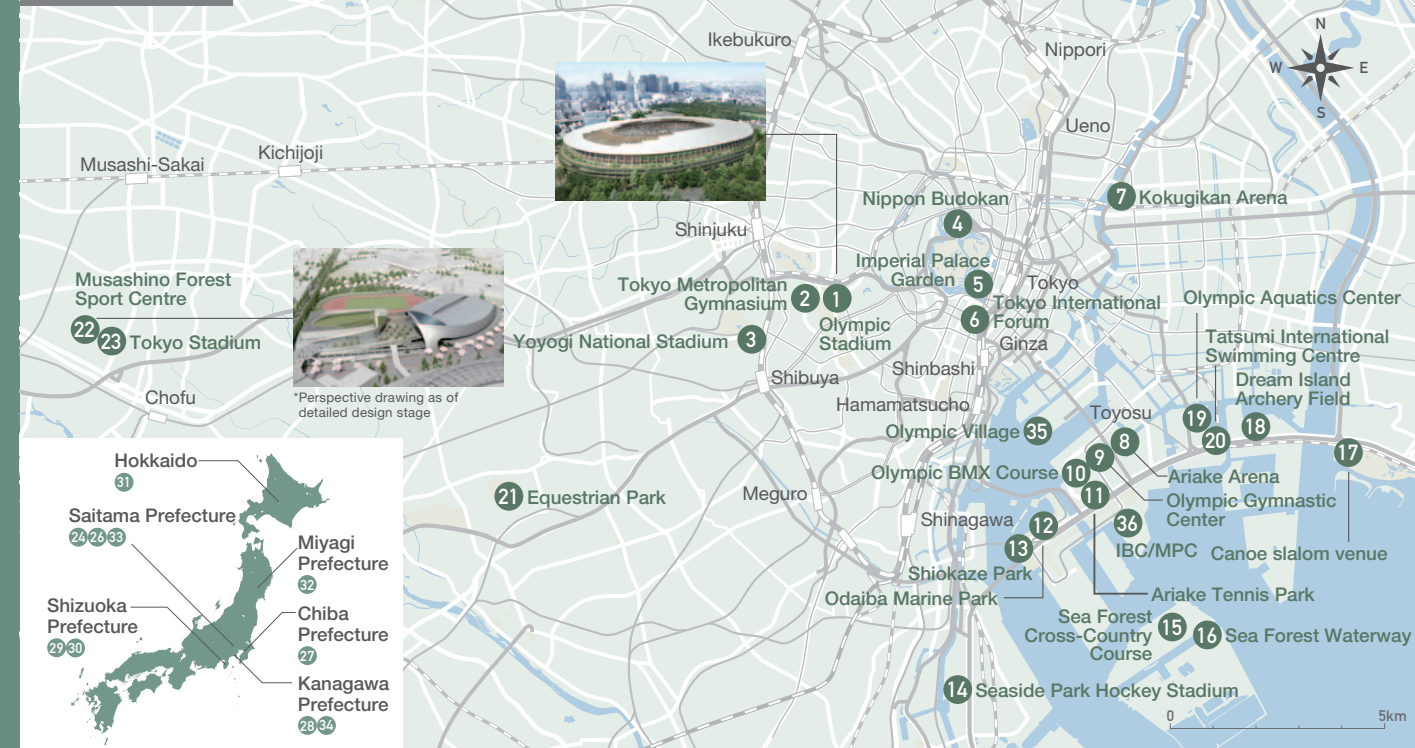 Ikebukuro
Nippori
N
W
E
S
Ueno
Musashi-Sakai
Kichijoji
Nippon Budokan
4
7
Kokugikan Arena
Shinjuku
Imperial Palace
Garden
5
Tokyo
Musashino Forest
Sport Centre
22
23
Tokyo Stadium
Tokyo Metropolitan
Gymnasium
2
1
Olympic
Stadium
Tokyo International
Forum
6
Ginza
Olympic Aquatics Center
Yoyogi National Stadium
3
Tatsumi International
Swimming Centre
Shinbashi
Shibuya
Dream Island
Archery Field
Chofu
*Perspective drawing as of
detailed design stage
Hamamatsucho
Toyosu
Olympic Village
35
19
20
18
17
8
9
10
11
Olympic BMX Course
Ariake Arena
Olympic Gymnastic
Center
21
Equestrian Park
Meguro
Shinagawa
12
13
36
IBC/MPC
Canoe slalom venue
Shiokaze Park
Odaiba Marine Park
Ariake Tennis Park
Sea Forest
Cross-Country
Course
15
16
Sea Forest Waterway
14
Seaside Park Hockey Stadium
0
5km
Hokkaido
31
Saitama Prefecture
24
26
33
Miyagi
Prefecture
32
Shizuoka
Prefecture
29
30
Chiba
Prefecture
27
Kanagawa
Prefecture
28
34